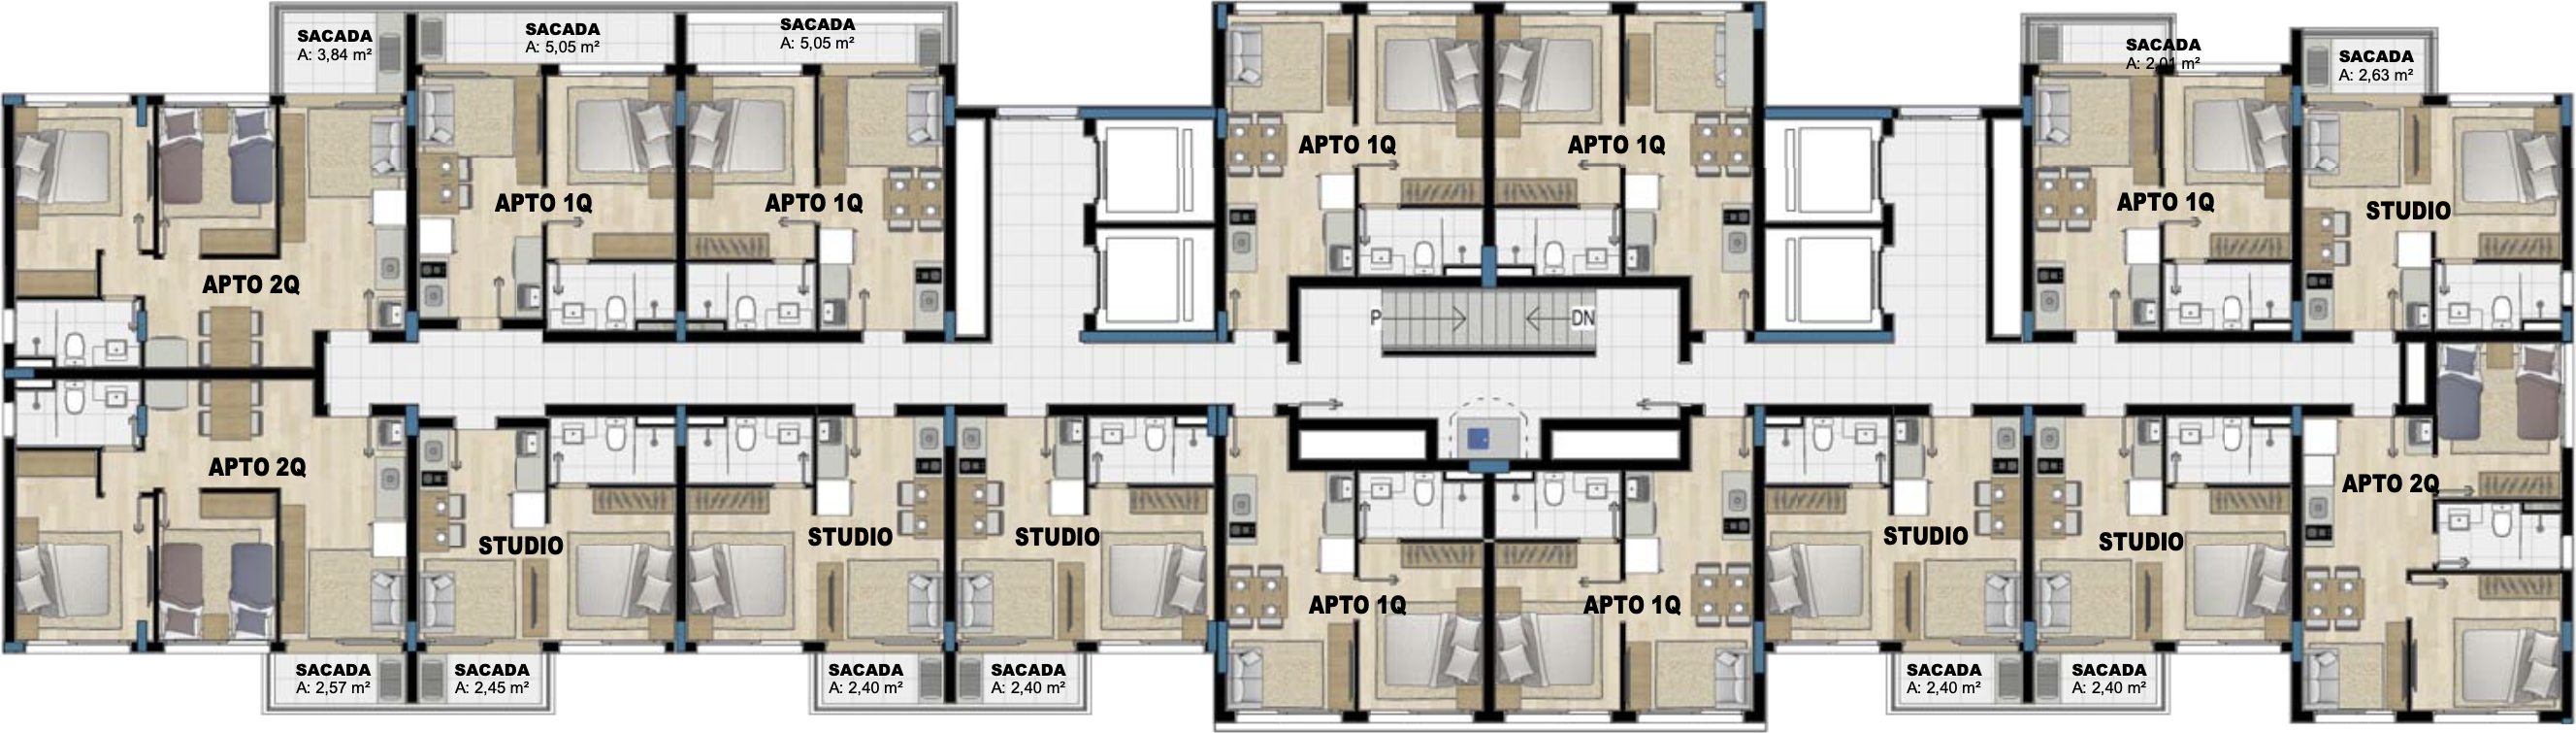 SACADA
A: 3,84 m²
SACADA
A: 5,05 m²
SACADA
A: 5,05 m²
SACADA
A: 2,01 m²
SACADA
A: 2,63 m²
APTO 1Q
APTO 1Q
APTO 1Q
APTO 1Q
APTO 1Q
STUDIO
APTO 2Q
P
DN
APTO 2Q
STUDIO
STUDIO
STUDIO
APTO 1Q
APTO 1Q
STUDIO
STUDIO
APTO 2Q
SACADA
A: 2,57 m²
SACADA
A: 2,45 m²
SACADA
A: 2,40 m²
SACADA
A: 2,40 m²
SACADA
A: 2,40 m²
SACADA
A: 2,40 m²